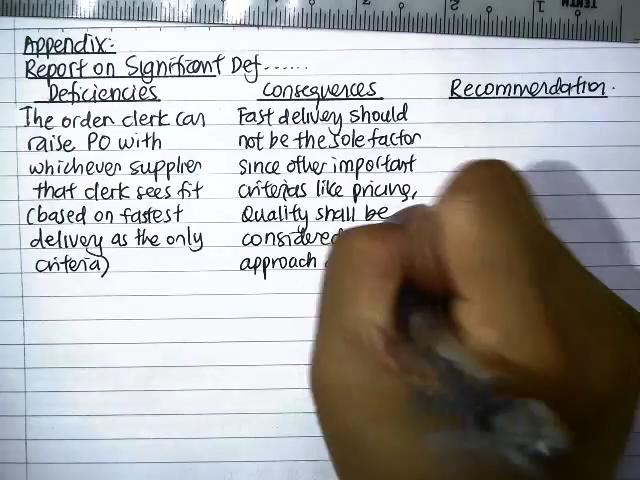 Appendix:
Report on Significant Def......
Deficiencies Consequences Recommendation.
The order clerk can Fast delivey should
raise PO with not be the sole factor
whichever supplier since other important
that clerk sees fit criterias like pricing,
(based on fastest Quality shall be
delivey as the only considered
criteria) approach